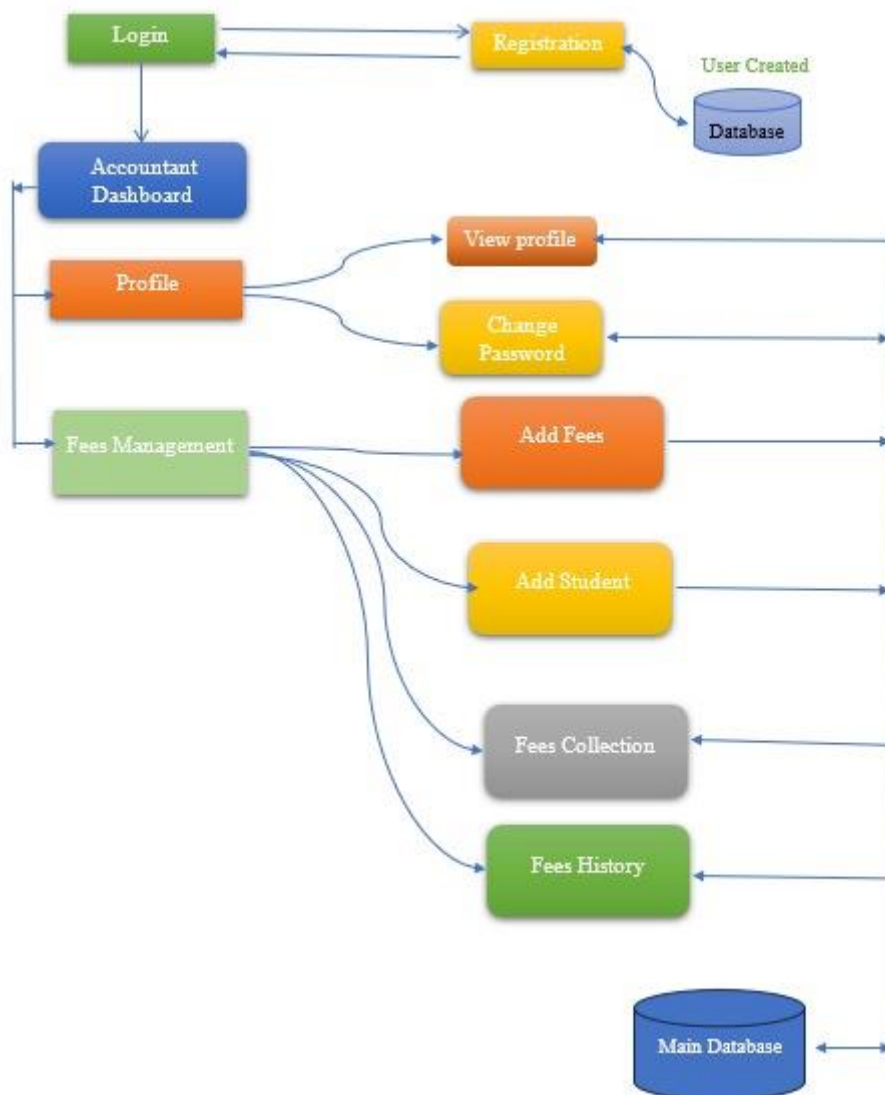 Login
Registration
User Created
Database
Accountant
Dashboard
View profile
Profile
Change
Password
Add Fees
Fees Management
Add Student
Fees Collection
Fees History
Main Database